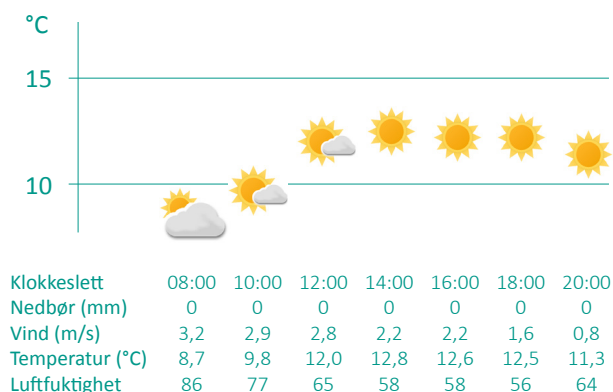 °C
15
10
Klokkeslett 08:00 10:00 12:00 14:00 16:00 18:00 20:00
Nedbør (mm) 0 0 0 0 0 0 0
Vind (m/s) 3,2 2,9 2,8 2,2 2,2 1,6 0,8
Temperatur (°C) 8,7 9,8 12,0 12,8 12,6 12,5 11,3
Luftfuktighet 86 77 65 58 58 56 64